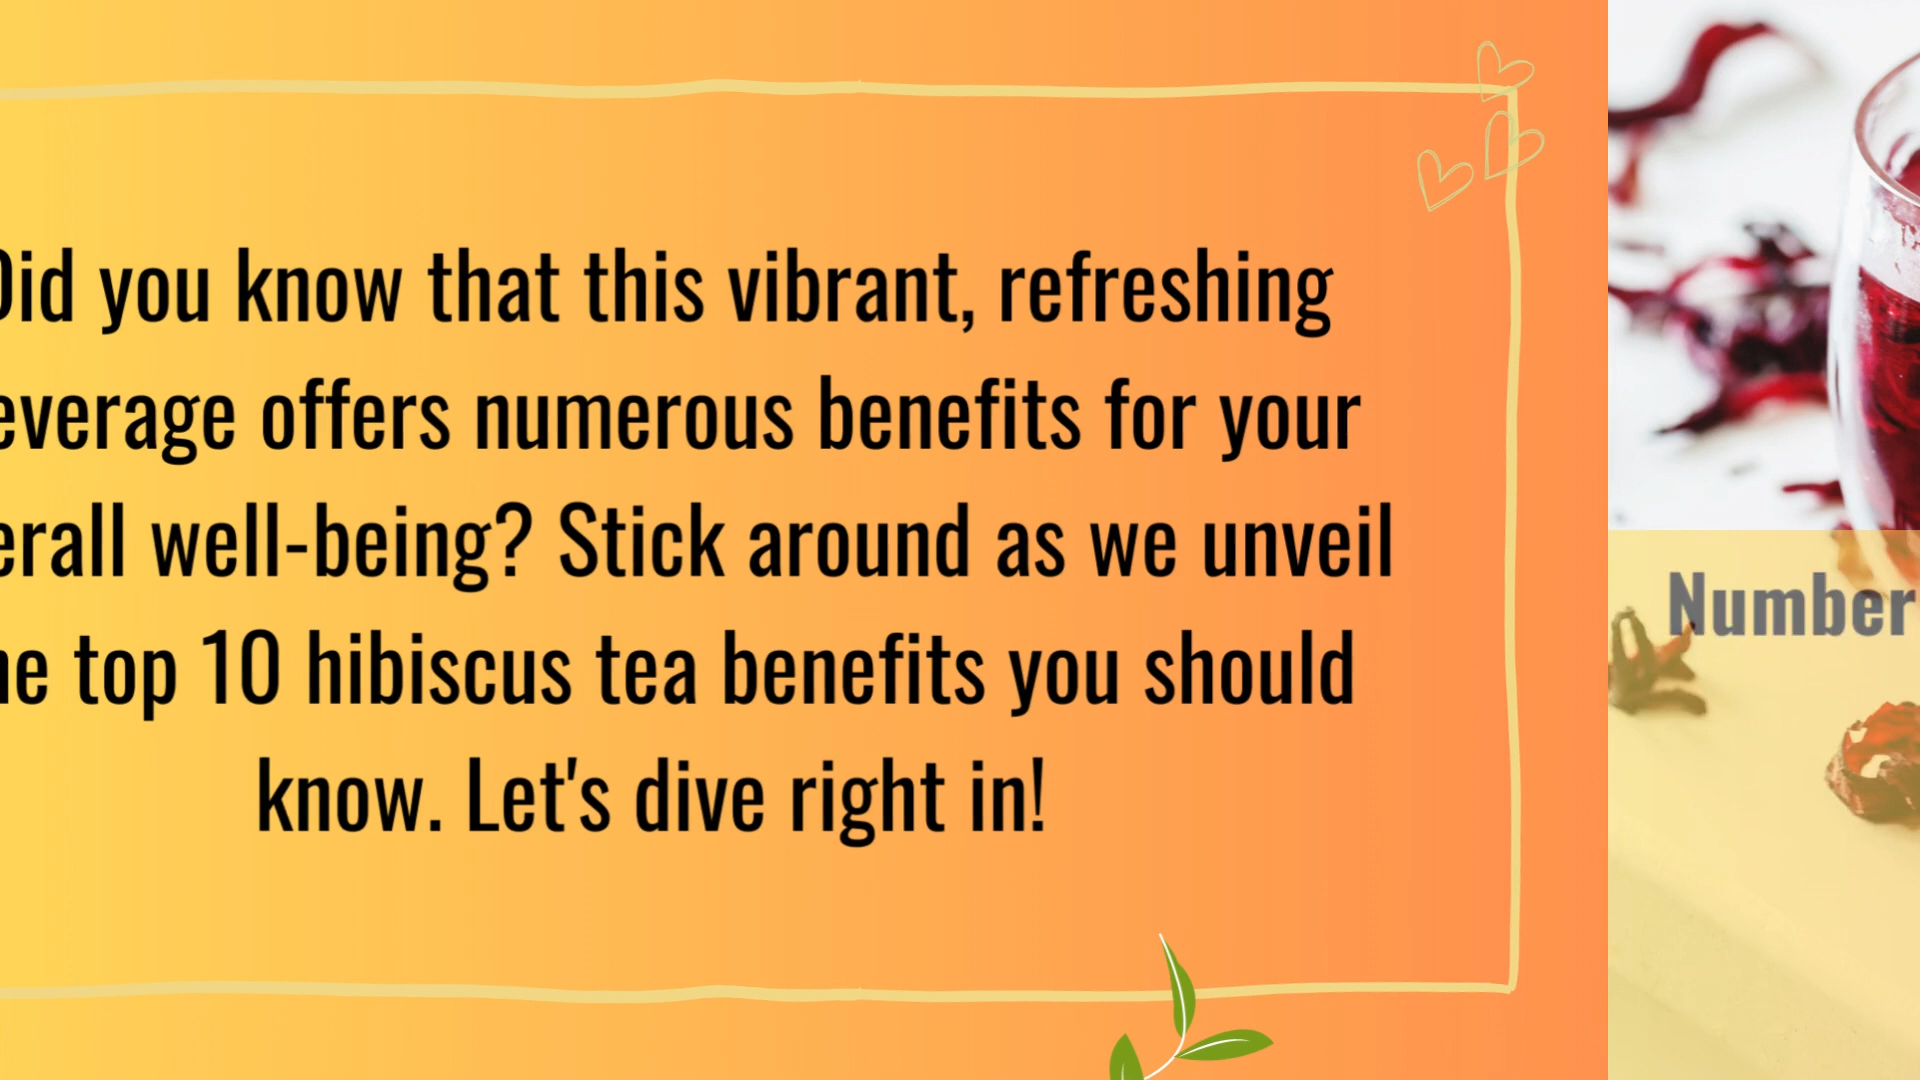 Did you know that this vibrant, refreshing
everage offers numerous benefits for your
erall well-being? Stick around as we unveil
he top 10 hibiscus tea benefits you should
know. Let's dive right in!
Number